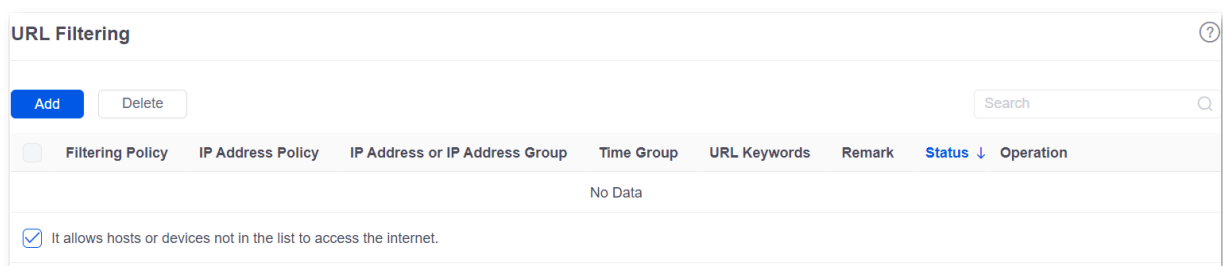 URL Filtering
Add Delete Search
Filtering Policy IP Address Policy IP Address or IP Address Group Time Group URL Keywords Remark Status ↓ Operation
No Data
It allows hosts or devices not in the list to access the internet.